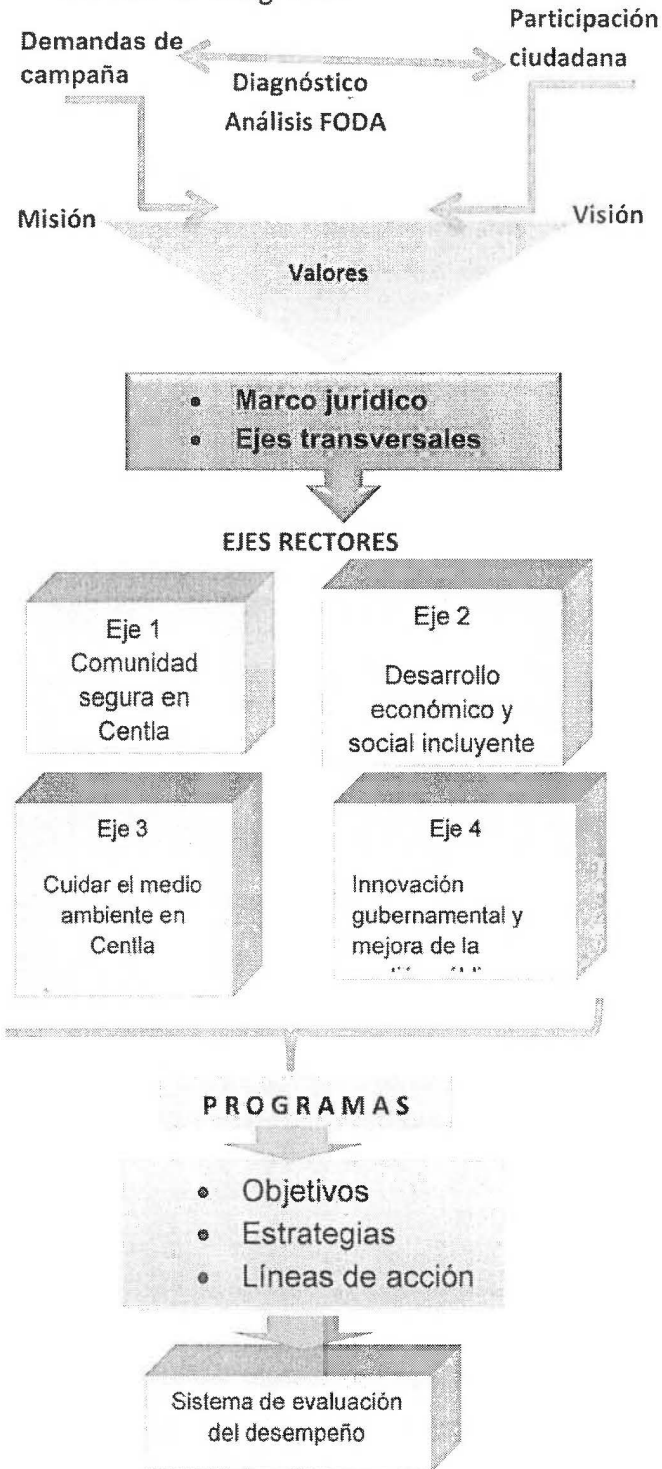 Demandas de
campaña
Participación
ciudadana
Diagnóstico
Análisis FODA
Misión
Visión
Valores
• Marco jurídico
• Ejes transversales
EJES RECTORES
Eje 1
Comunidad
segura en
Centla
Eje 2
Desarrollo
económico y
social incluyente
Eje 3
Cuidar el medio
ambiente en
Centla
Eje 4
Innovación
gubernamental y
mejora de la
PROGRAMAS
• Objetivos
• Estrategias
• Líneas de acción
Sistema de evaluación
del desempeño